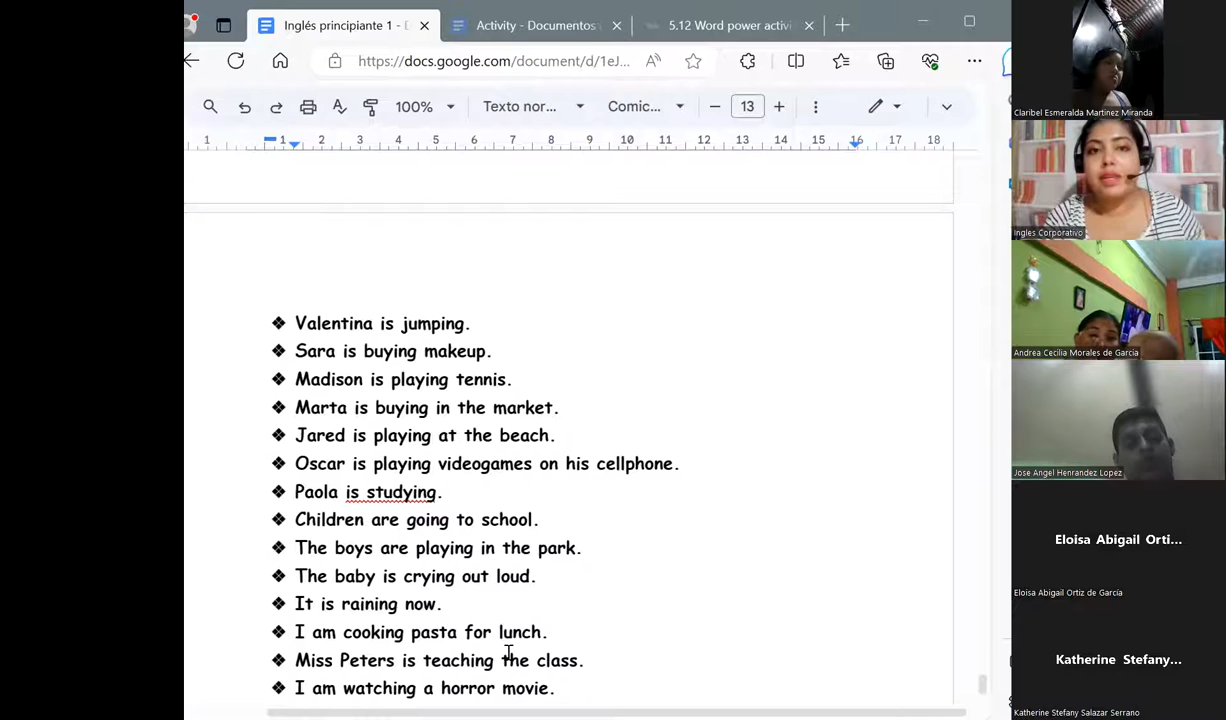 Inglés principiante 1 - D
Activity - Documentos
5.12 Word power activi
https://docs.google.com/document/d/1eJ...
100%
Texto nor...
Comic...
13
1 1 2 3 4 5 6 7 8 9 10 11 12 13 14 15 16 17 18
❖ Valentina is jumping.
❖ Sara is buying makeup.
❖ Madison is playing tennis.
❖ Marta is buying in the market.
❖ Jared is playing at the beach.
❖ Oscar is playing videogames on his cellphone.
❖ Paola is studying.
❖ Children are going to school.
❖ The boys are playing in the park.
❖ The baby is crying out loud.
❖ It is raining now.
❖ I am cooking pasta for lunch.
❖ Miss Peters is teaching the class.
❖ I am watching a horror movie.
Claribel Esmeralda Martinez Miranda
Ingles Corporativo
Andrea Cecilia Morales de Garcia
Jose Angel Henrandez Lopez
Eloisa Abigail Orti...
Eloisa Abigail Ortiz de García
Katherine Stefany...
Katherine Stefany Salazar Serrano